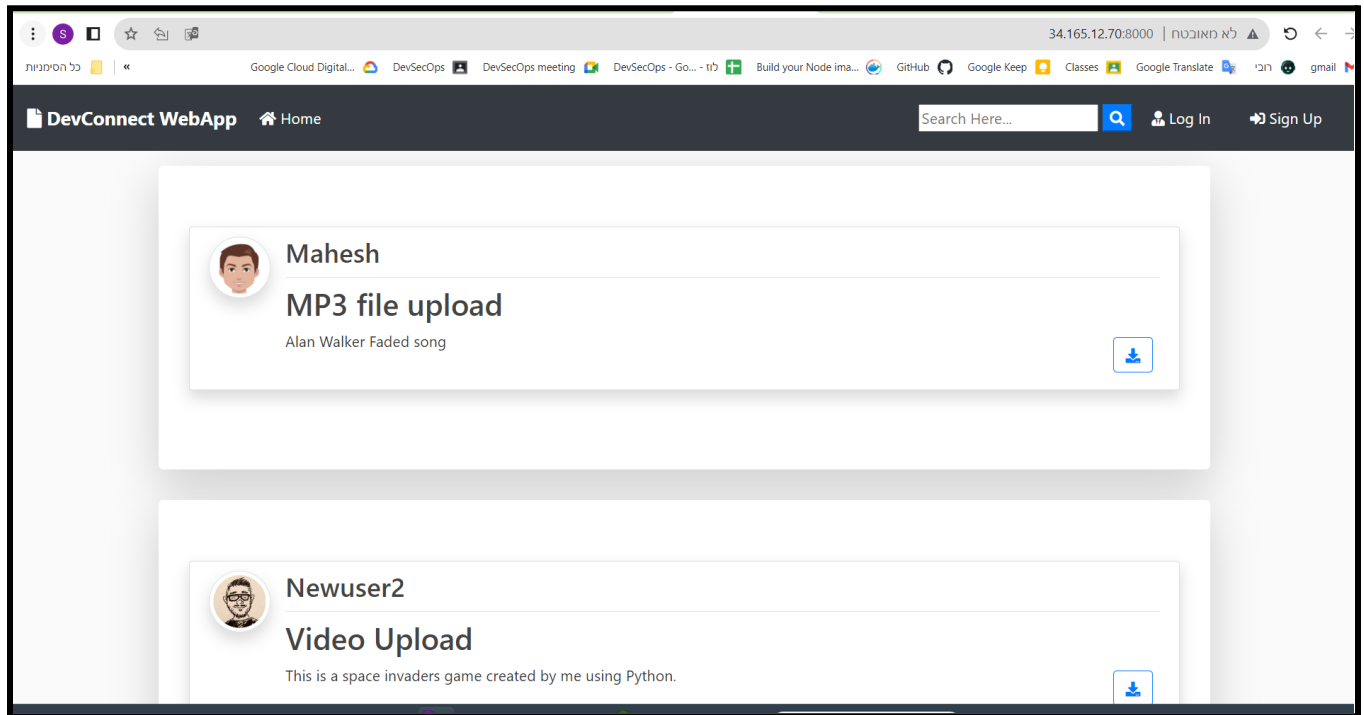 S
34.165.12.70:8000 | לא מאובטח
כל הסימניות
»
Google Cloud Digital...
DevSecOps
DevSecOps meeting
DevSecOps - Go... - לוז
Build your Node ima...
GitHub
Google Keep
Classes
Google Translate
רובי
gmail
DevConnect WebApp
Home
Search Here...
Log In
Sign Up
Mahesh
MP3 file upload
Alan Walker Faded song
Newuser2
Video Upload
This is a space invaders game created by me using Python.